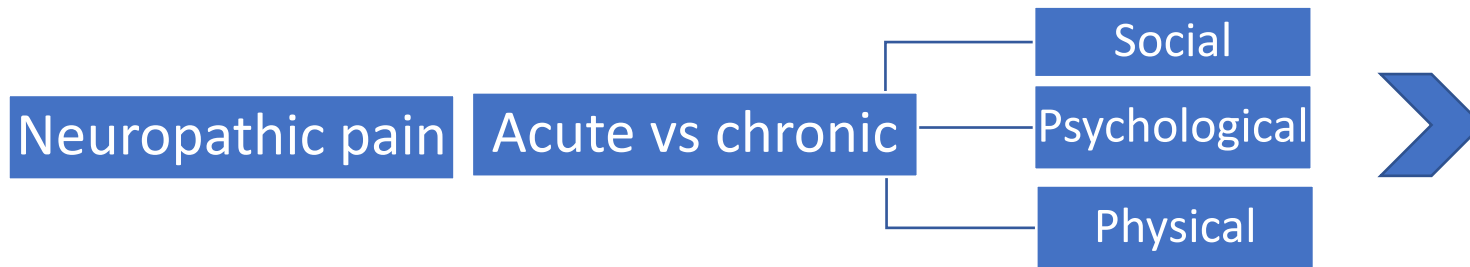 Neuropathic pain
Acute vs chronic
Social
Psychological
Physical